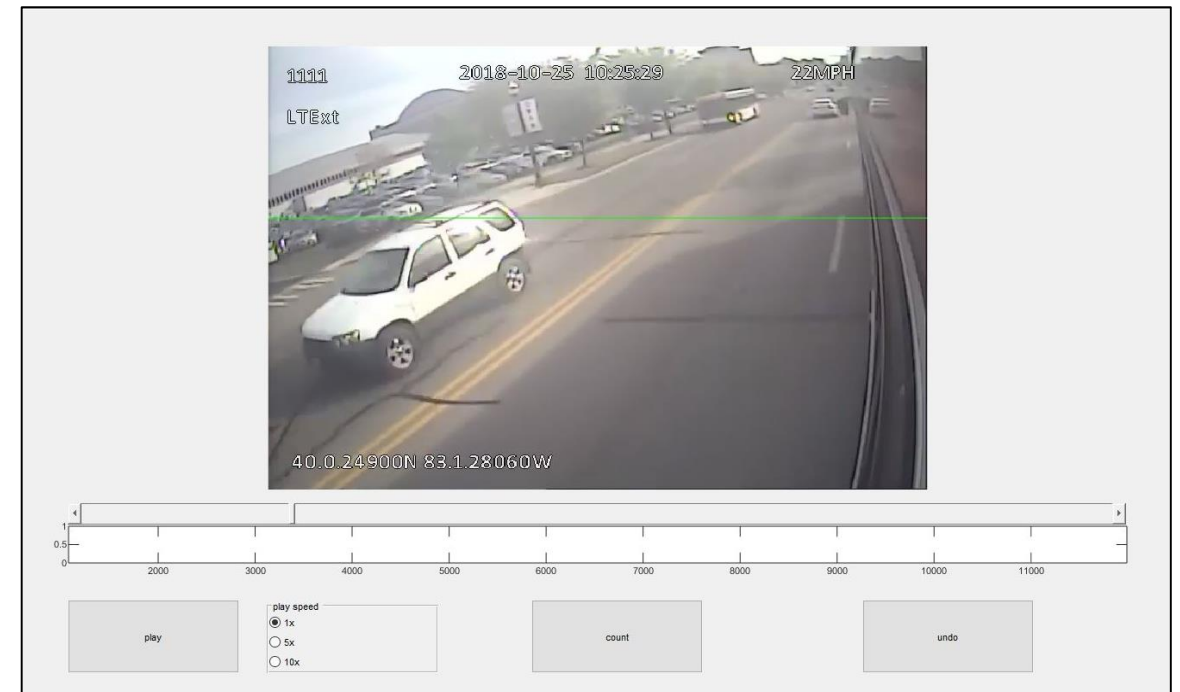 1111 2018-10-25 10:25:29 22MPH
LTExt
40.0.24900N 83.1.28060W
1
0.5
0
2000 3000 4000 5000 6000 7000 8000 9000 10000 11000
play
play speed
1x
5x
10x
count
undo